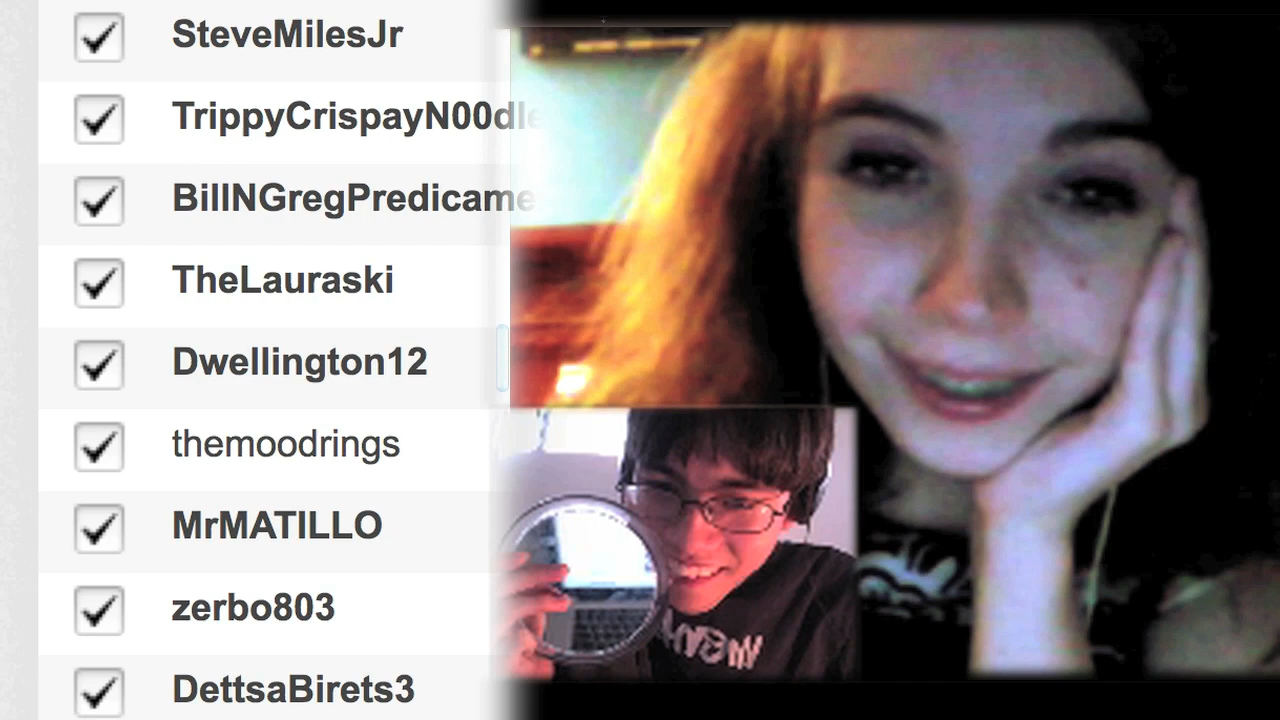 SteveMilesJr
TrippyCrispayN00dle
BillNGregPredicame
TheLauraski
Dwellington12
themoodrings
MrMATILLO
zerbo803
DettsaBirets3